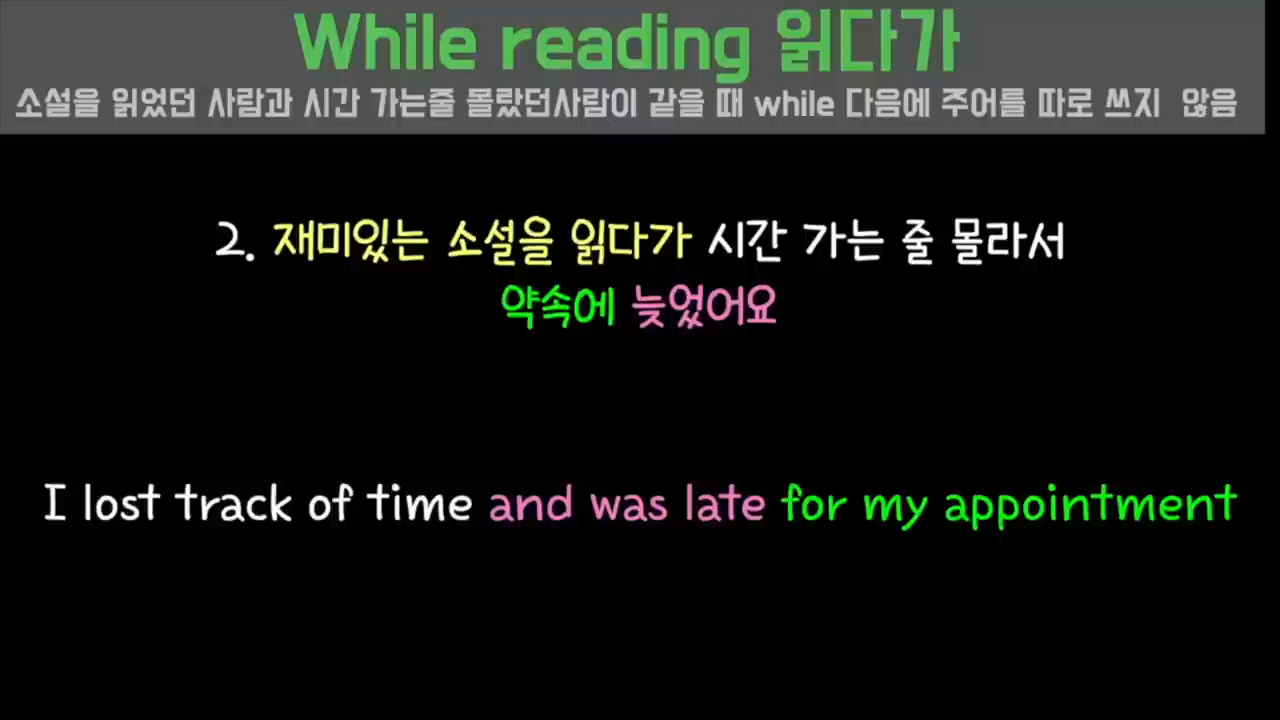 While reading 읽다가
소설을 읽었던 사람과 시간 가는줄 몰랐던사람이 같을 때 while 다음에 주어를 따로 쓰지 않음
2. 재미있는 소설을 읽다가 시간 가는 줄 몰라서
약속에 늦었어요
I lost track of time and was late for my appointment